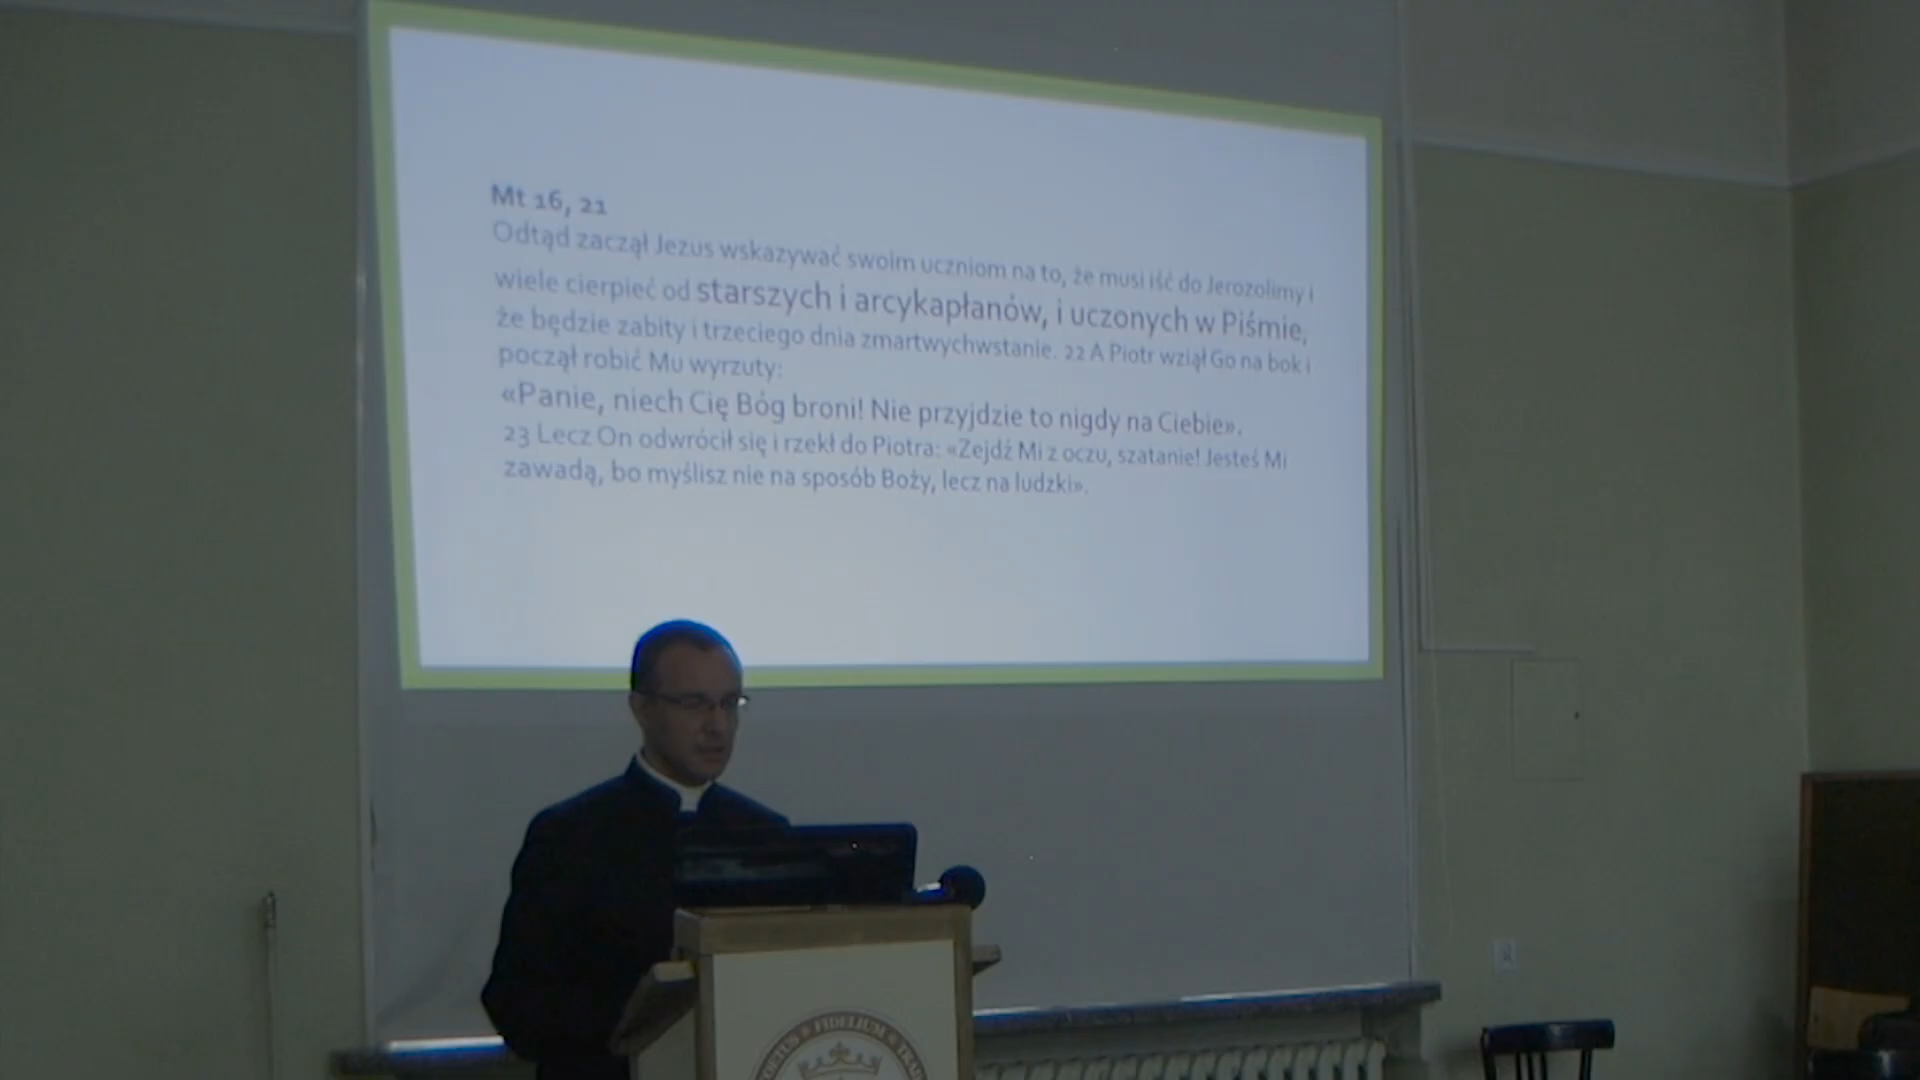 Mt 16, 21
Odtąd zaczął Jezus wskazywać swoim uczniom na to, że musi iść do Jerozolimy i
wiele cierpieć od starszych i arcykapłanów, i uczonych w Piśmie,
że będzie zabity i trzeciego dnia zmartwychwstanie. 22 A Piotr wziął Go na bok i
począł robić Mu wyrzuty:
«Panie, niech Cię Bóg broni! Nie przyjdzie to nigdy na Ciebie».
23 Lecz On odwrócił się i rzekł do Piotra: «Zejdź Mi z oczu, szatanie! Jesteś Mi
zawadą, bo myślisz nie na sposób Boży, lecz na ludzki».
FIDELIUM